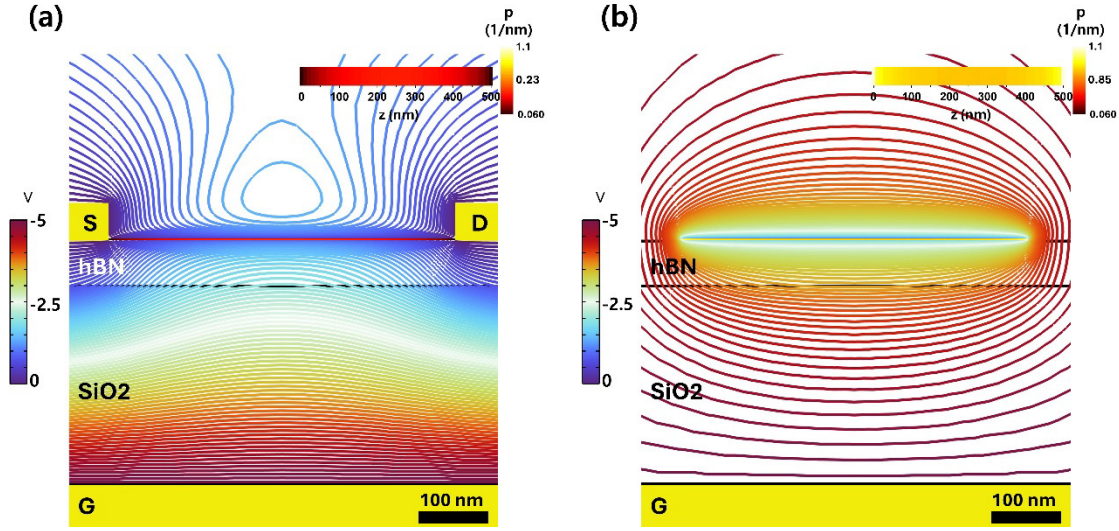 (a)
p
(1/nm)
1.1
0.23
0.060
0 100 200 300 400 500
z (nm)
V
-5
-2.5
0
S
D
hBN
SiO2
G
100 nm
(b)
p
(1/nm)
1.1
0.85
0.060
0 100 200 300 400 500
z (nm)
V
-5
-2.5
0
hBN
SiO2
G
100 nm